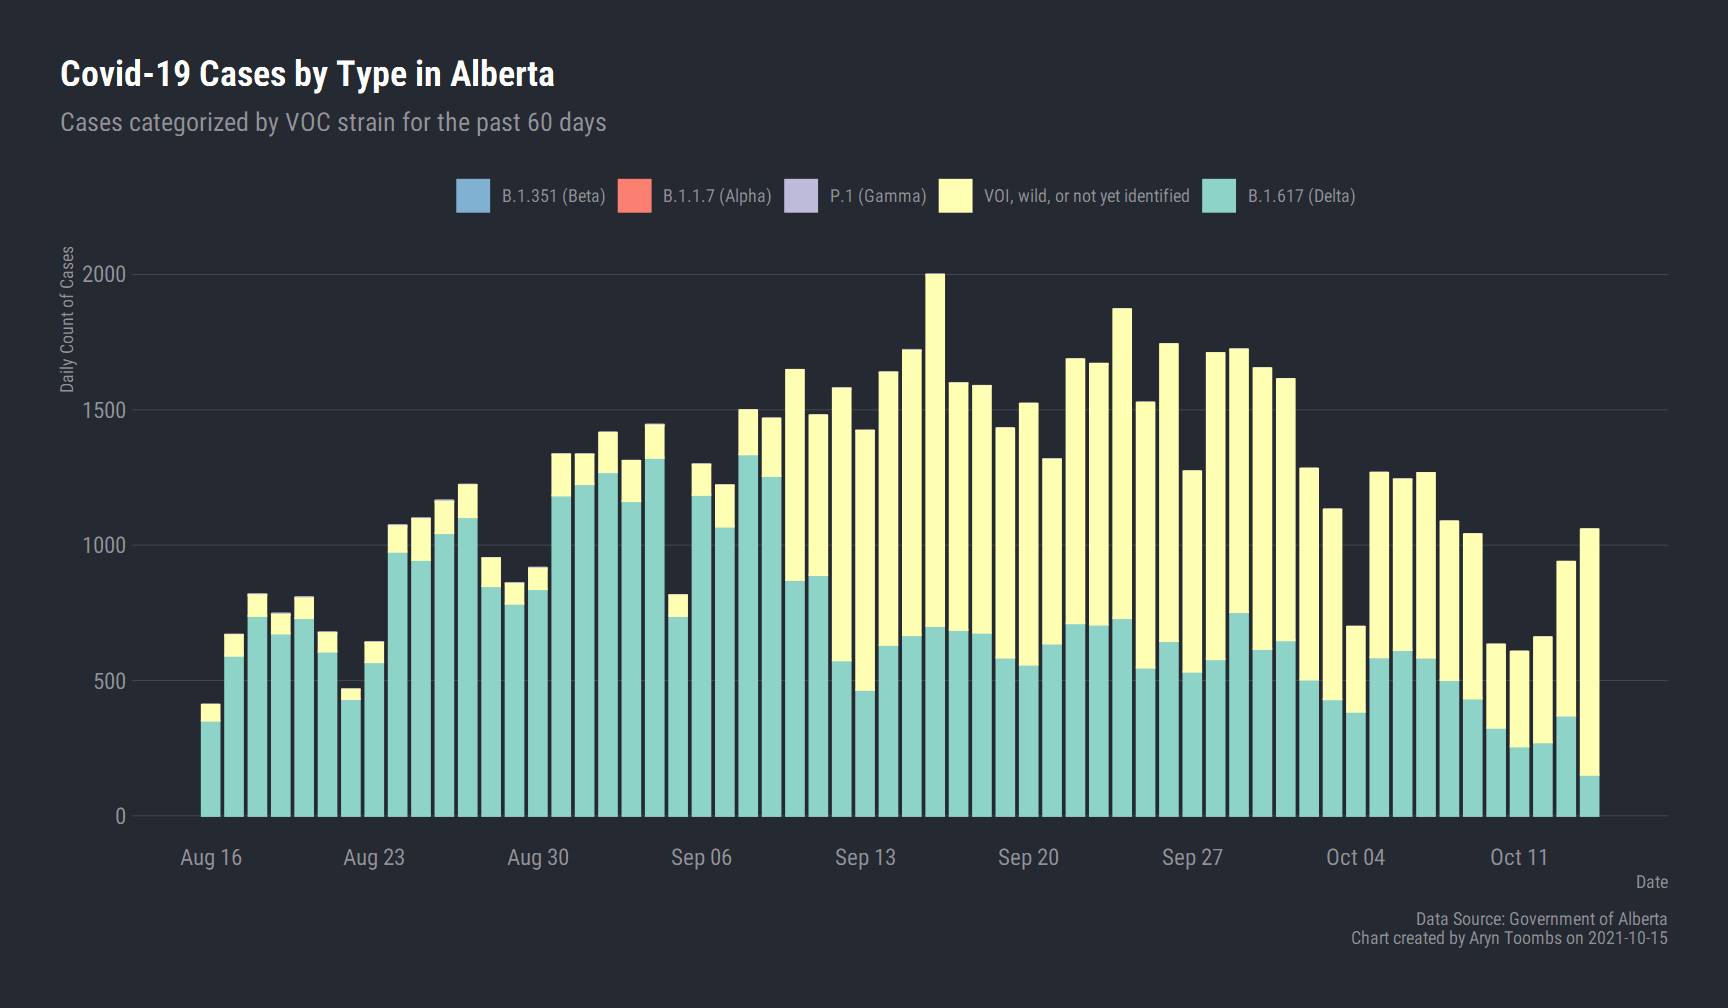 Covid-19 Cases by Type in Alberta
Cases categorized by VOC strain for the past 60 days
B.1.351 (Beta) B.1.1.7 (Alpha) P.1 (Gamma) VOI, wild, or not yet identified B.1.617 (Delta)
Daily Count of Cases
2000
1500
1000
500
0
Aug 16 Aug 23 Aug 30 Sep 06 Sep 13 Sep 20 Sep 27 Oct 04 Oct 11
Date
Data Source: Government of Alberta
Chart created by Aryn Toombs on 2021-10-15